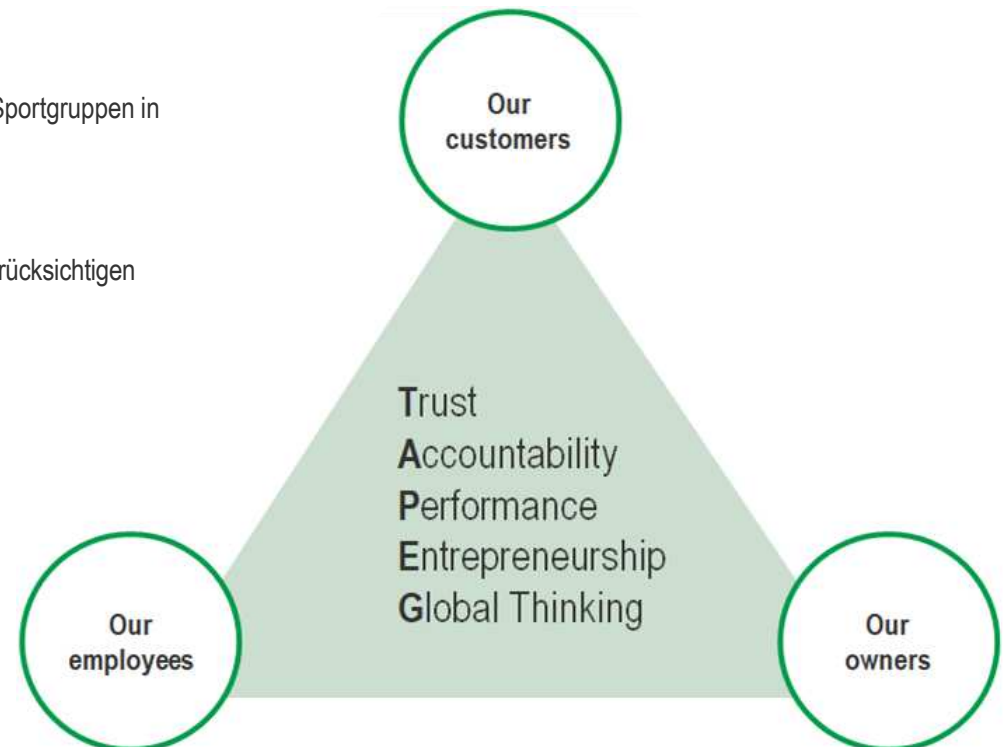 Sportgruppen in
rücksichtigen
Our
customers
Trust
Accountability
Performance
Entrepreneurship
Global Thinking
Our
employees
Our
owners